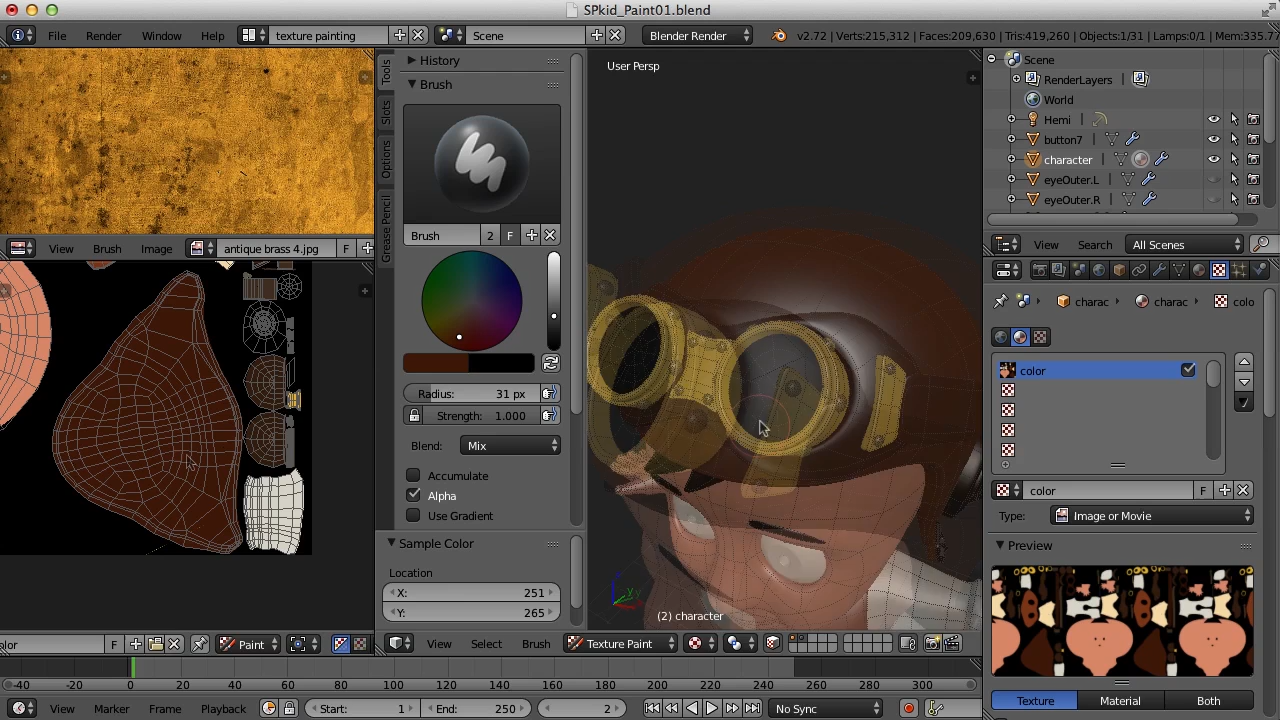 SPkid_Paint01.blend
File Render Window Help texture painting Scene Blender Render v2.72 | Verts:215,312 | Faces:209,630 | Tris:419,260 | Objects:1/31 | Lamps:0/1 | Mem:335.77
View Brush Image antique brass 4.jpg F
F Paint
Tools
Slots
Options
Grease Pencil
History
Brush
Brush 2 F
Radius: 31 px
Strength: 1.000
Blend: Mix
Accumulate
Alpha
Use Gradient
Sample Color
Location
X: 251
Y: 265
User Persp
(2) character
View Select Brush Texture Paint
Scene
RenderLayers
World
Hemi
button7
character
eyeOuter.L
eyeOuter.R
View Search All Scenes
charac charac colo
color
color F
Type: Image or Movie
Preview
Texture Material Both
-40 -20 0 20 40 60 80 100 120 140 160 180 200 220 240 260 280 300
View Marker Frame Playback Start: 1 End: 250 2 No Sync